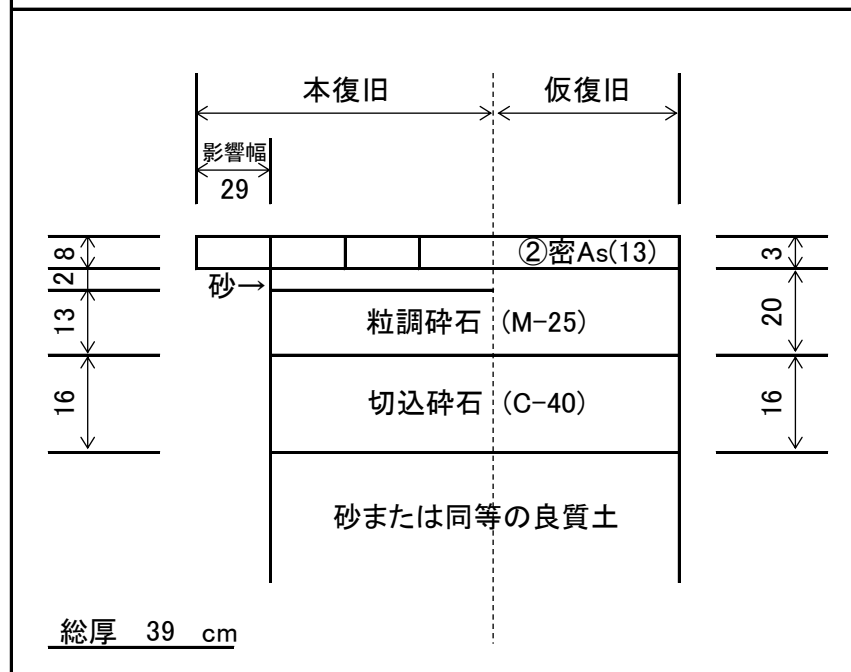 本復旧 仮復旧
影響幅
29
8 ②密As(13) 3
2 砂→
13 粒調砕石 (M-25) 20
16 切込砕石 (C-40) 16
砂または同等の良質土
総厚 39 cm